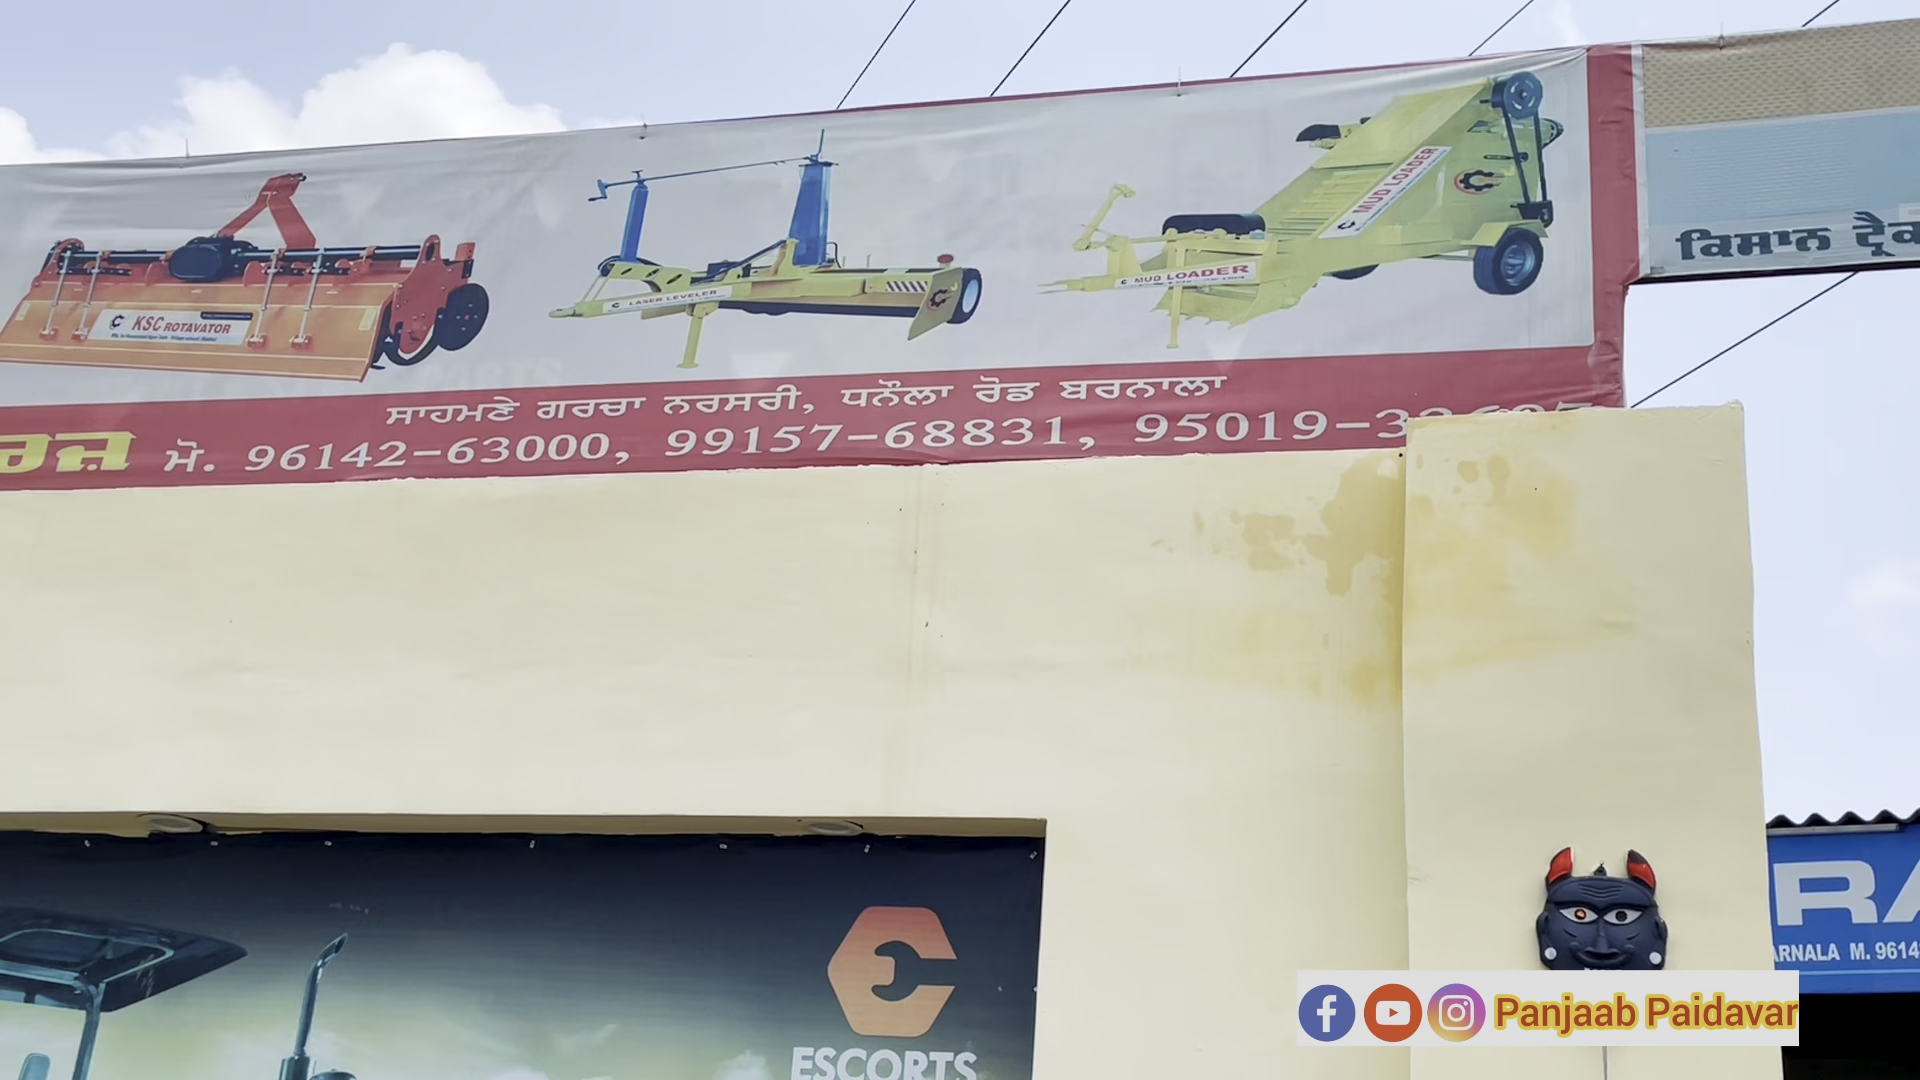 KSC ROTAVATOR
LASER LEVELER
MUD LOADER
MUD LOADER
ਕਿਸਾਨ
ਸਾਹਮਣੇ ਗਰਚਾ ਨਰਸਰੀ, ਧਨੌਲਾ ਰੋਡ ਬਰਨਾਲਾ
ਮੋ. 96142-63000, 99157-68831, 95019-3
ESCORTS
RA
ARNALA M. 9614
Panjaab Paidavar